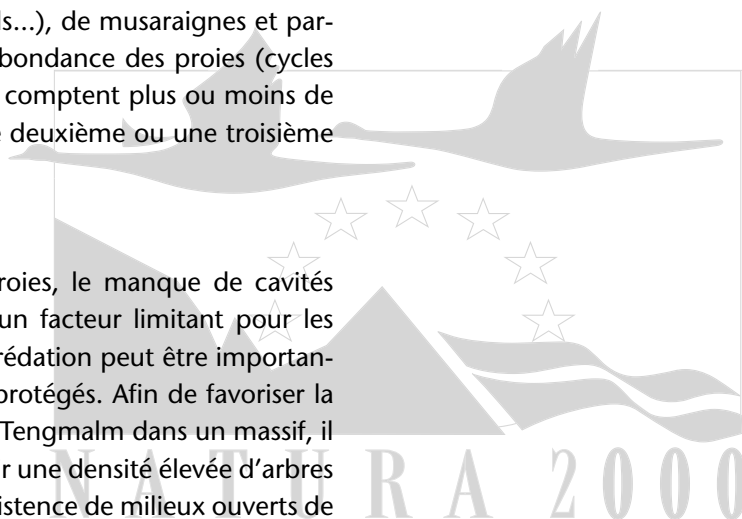 ls...), de musaraignes et par-
bondance des proies (cycles
comptent plus ou moins de
deuxième ou une troisième
roies, le manque de cavités
un facteur limitant pour les
rédation peut être importan-
protégés. Afin de favoriser la
Tengmalm dans un massif, il
r une densité élevée d'arbres
istence de milieux ouverts de
NATURA 2000